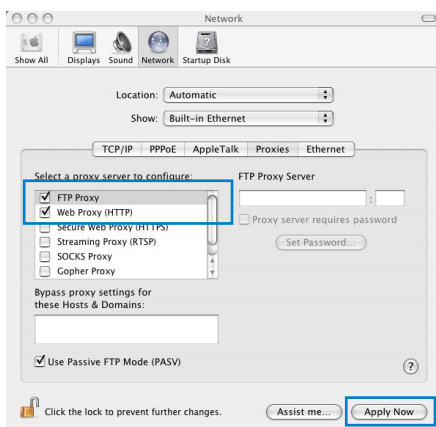 Network
Show All Displays Sound Network Startup Disk
Location: Automatic
Show: Built-in Ethernet
TCP/IP PPPoE AppleTalk Proxies Ethernet
Select a proxy server to configure: FTP Proxy Server
FTP Proxy :
Web Proxy (HTTP) Proxy server requires password
Secure Web Proxy (HTTPS)
Streaming Proxy (RTSP) Set Password...
SOCKS Proxy
Gopher Proxy
Bypass proxy settings for
these Hosts & Domains:
Use Passive FTP Mode (PASV) ?
Click the lock to prevent further changes. Assist me... Apply Now